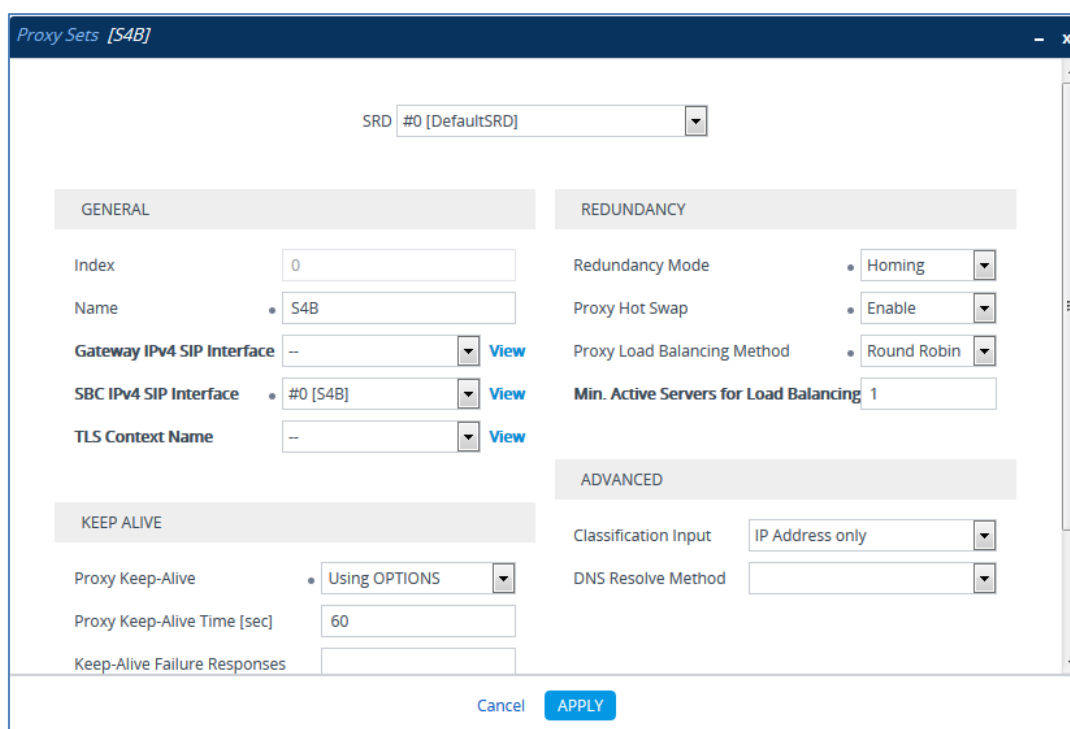 Proxy Sets [S4B] – x
SRD #0 [DefaultSRD]
GENERAL
Index 0
Name • S4B
Gateway IPv4 SIP Interface -- View
SBC IPv4 SIP Interface • #0 [S4B] View
TLS Context Name -- View
KEEP ALIVE
Proxy Keep-Alive • Using OPTIONS
Proxy Keep-Alive Time [sec] 60
Keep-Alive Failure Responses
REDUNDANCY
Redundancy Mode • Homing
Proxy Hot Swap • Enable
Proxy Load Balancing Method • Round Robin
Min. Active Servers for Load Balancing 1
ADVANCED
Classification Input IP Address only
DNS Resolve Method
Cancel APPLY